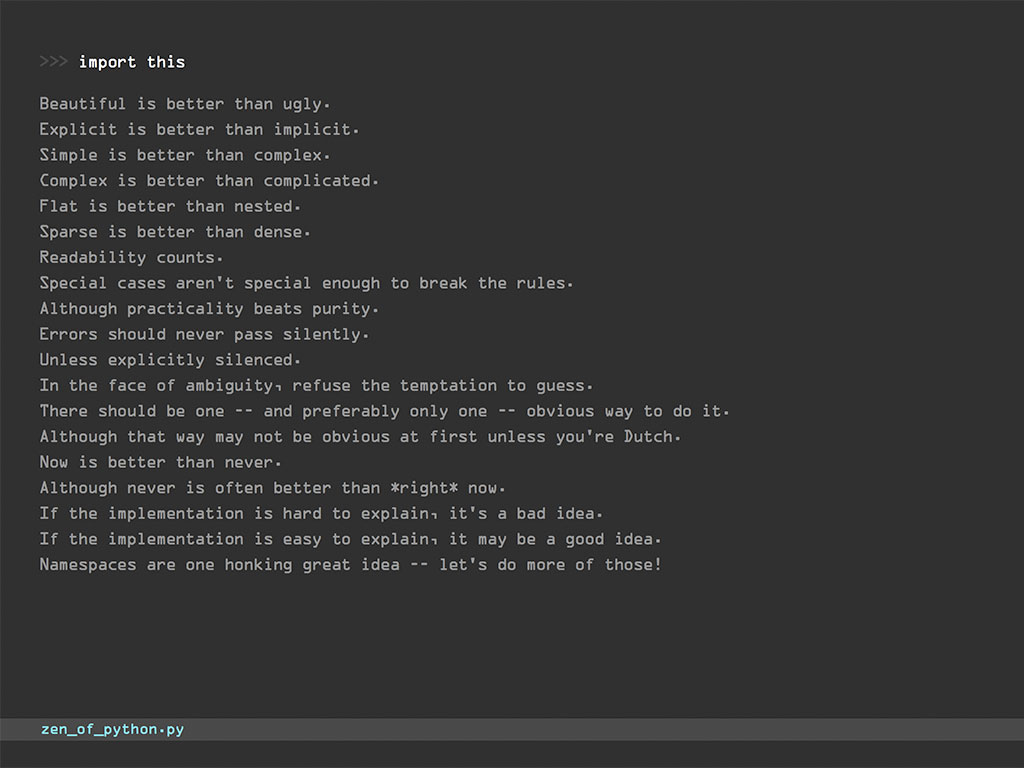 >>> import this
Beautiful is better than ugly.
Explicit is better than implicit.
Simple is better than complex.
Complex is better than complicated.
Flat is better than nested.
Sparse is better than dense.
Readability counts.
Special cases aren't special enough to break the rules.
Although practicality beats purity.
Errors should never pass silently.
Unless explicitly silenced.
In the face of ambiguity, refuse the temptation to guess.
There should be one -- and preferably only one -- obvious way to do it.
Although that way may not be obvious at first unless you're Dutch.
Now is better than never.
Although never is often better than *right* now.
If the implementation is hard to explain, it's a bad idea.
If the implementation is easy to explain, it may be a good idea.
Namespaces are one honking great idea -- let's do more of those!
zen_of_python.py